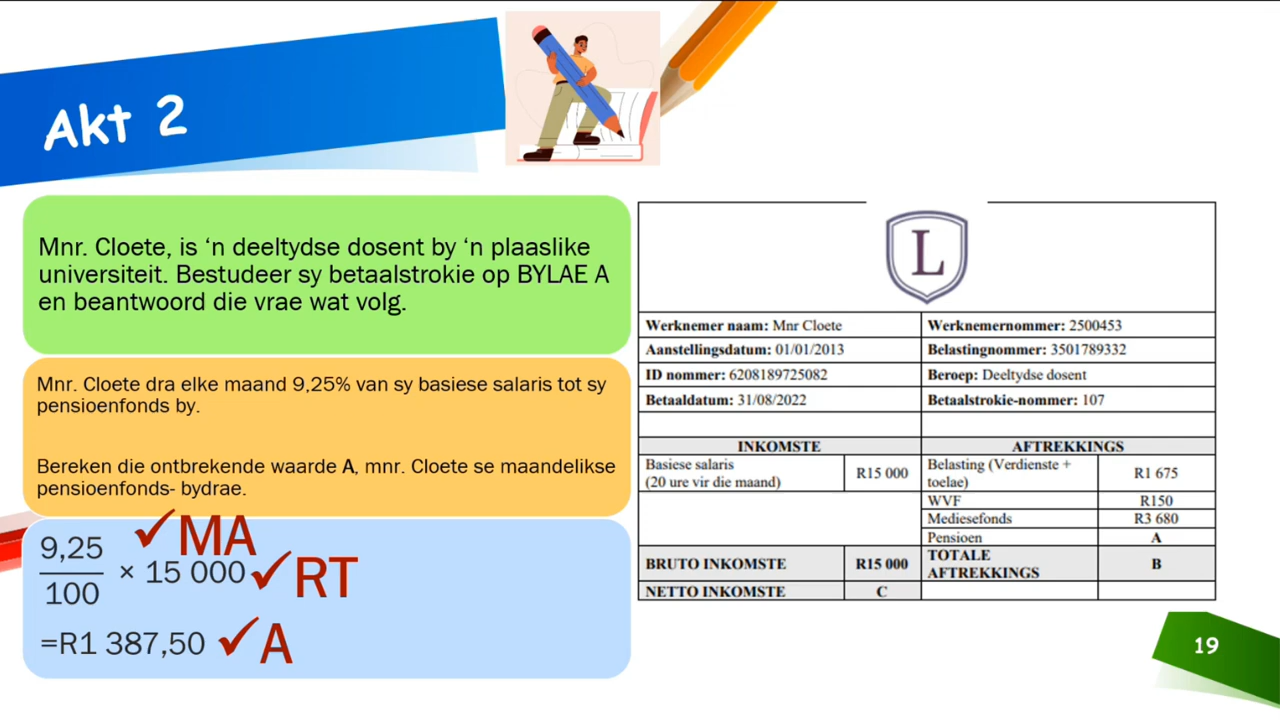 Akt 2
Mnr. Cloete, is ‘n deeltydse dosent by ‘n plaaslike
universiteit. Bestudeer sy betaalstrokie op BYLAE A
en beantwoord die vrae wat volg.
Mnr. Cloete dra elke maand 9,25% van sy basiese salaris tot sy
pensioenfonds by.
Bereken die ontbrekende waarde A, mnr. Cloete se maandelikse
pensioenfonds- bydrae.
9,25 ✓MA
× 15 000 ✓RT
100
=R1 387,50 ✓A
L
Werknemer naam: Mnr Cloete Werknemernommer: 2500453
Aanstellingsdatum: 01/01/2013 Belastingnommer: 3501789332
ID nommer: 6208189725082 Beroep: Deeltydse dosent
Betaaldatum: 31/08/2022 Betaalstrokie-nommer: 107
INKOMSTE AFTREKKINGS
Basiese salaris R15 000 Belasting (Verdienste + R1 675
(20 ure vir die maand) toelae)
WVF R150
Mediesefonds R3 680
Pensioen A
BRUTO INKOMSTE R15 000 TOTALE B
AFTREKKINGS
NETTO INKOMSTE C
19